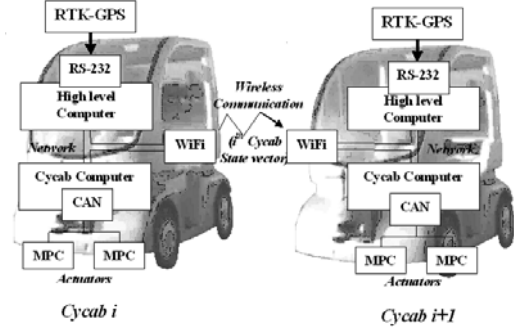 RTK-GPS
RS-232
High level
Computer
Network
WiFi
Cycab Computer
CAN
MPC
MPC
Actuators
Cycab i
Wireless
Communication
(iᵗʰ Cycab
State vector)
RTK-GPS
RS-232
High level
Computer
WiFi
Network
Cycab Computer
CAN
MPC
MPC
Actuators
Cycab i+1